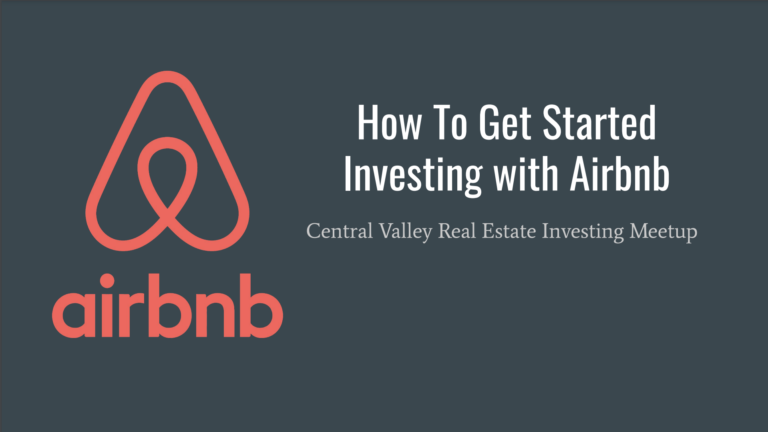 How To Get Started
Investing with Airbnb
Central Valley Real Estate Investing Meetup
airbnb